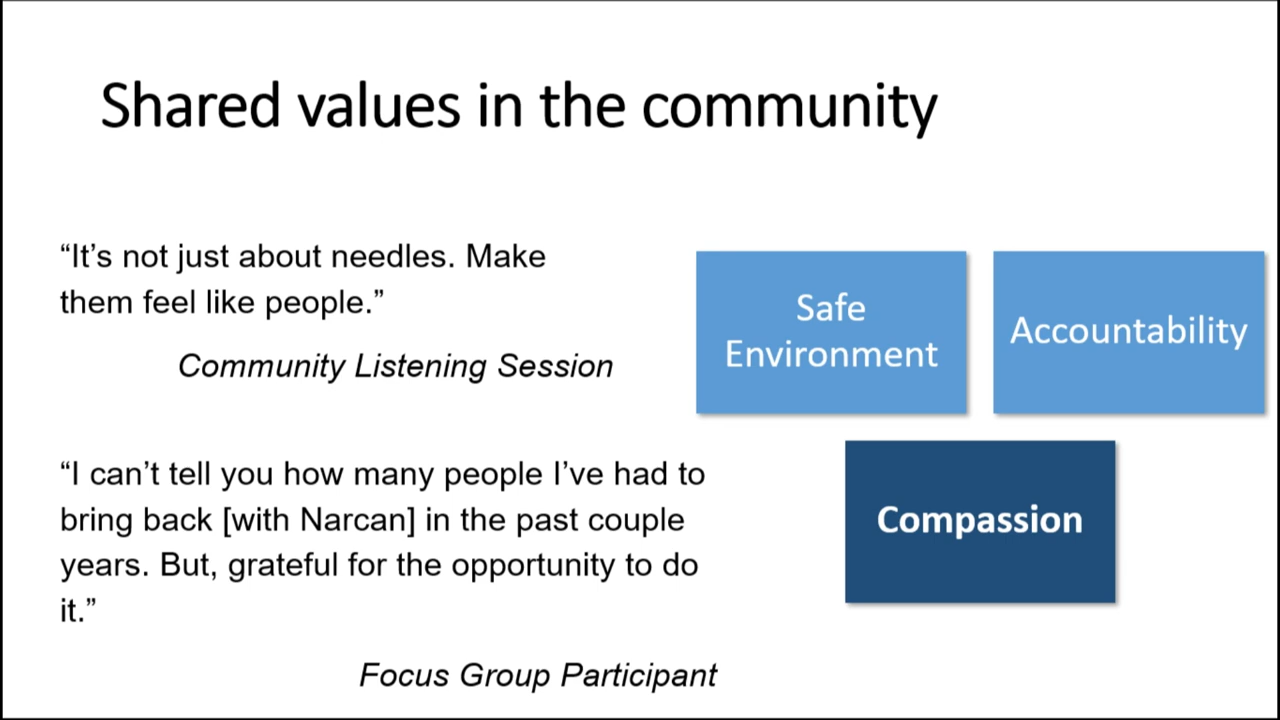 Shared values in the community
“It’s not just about needles. Make
them feel like people.”
Community Listening Session
“I can’t tell you how many people I’ve had to
bring back [with Narcan] in the past couple
years. But, grateful for the opportunity to do
it.”
Focus Group Participant
Safe
Environment
Accountability
Compassion